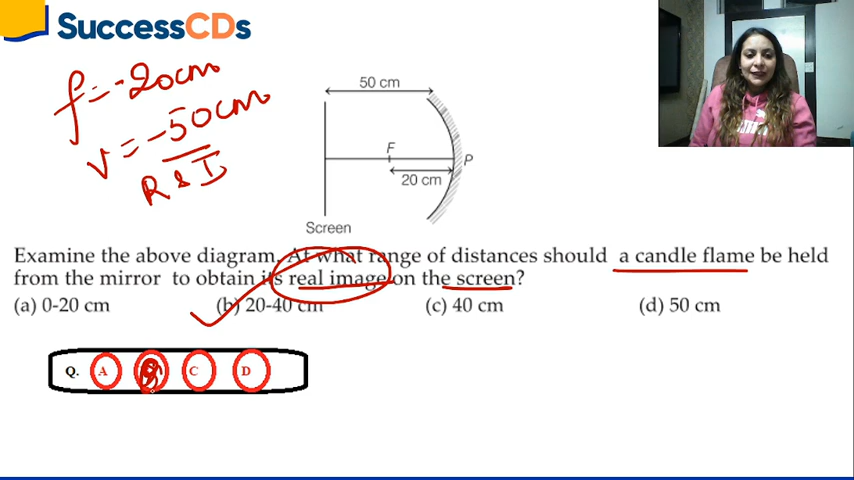 SuccessCDs
f = -20cm
v = -50cm
R & I
50 cm
F
P
20 cm
Screen
Examine the above diagram. At what range of distances should a candle flame be held
from the mirror to obtain its real image on the screen?
(a) 0-20 cm (b) 20-40 cm (c) 40 cm (d) 50 cm
Q. A B C D